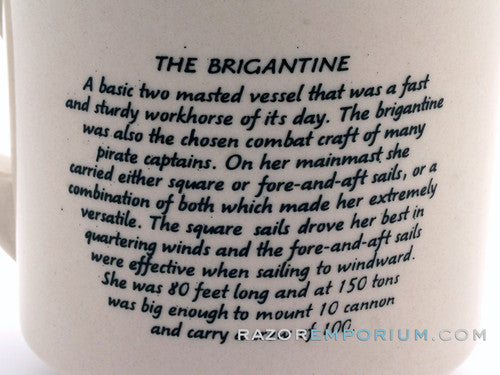 THE BRIGANTINE
A basic two masted vessel that was a fast
and sturdy workhorse of its day. The brigantine
was also the chosen combat craft of many
pirate captains. On her mainmast she
carried either square or fore-and-aft sails, or a
combination of both which made her extremely
versatile. The square sails drove her best in
quartering winds and the fore-and-aft sails
were effective when sailing to windward.
She was 80 feet long and at 150 tons
was big enough to mount 10 cannon
and carry a of 100.
RAZOREMPORIUM.COM